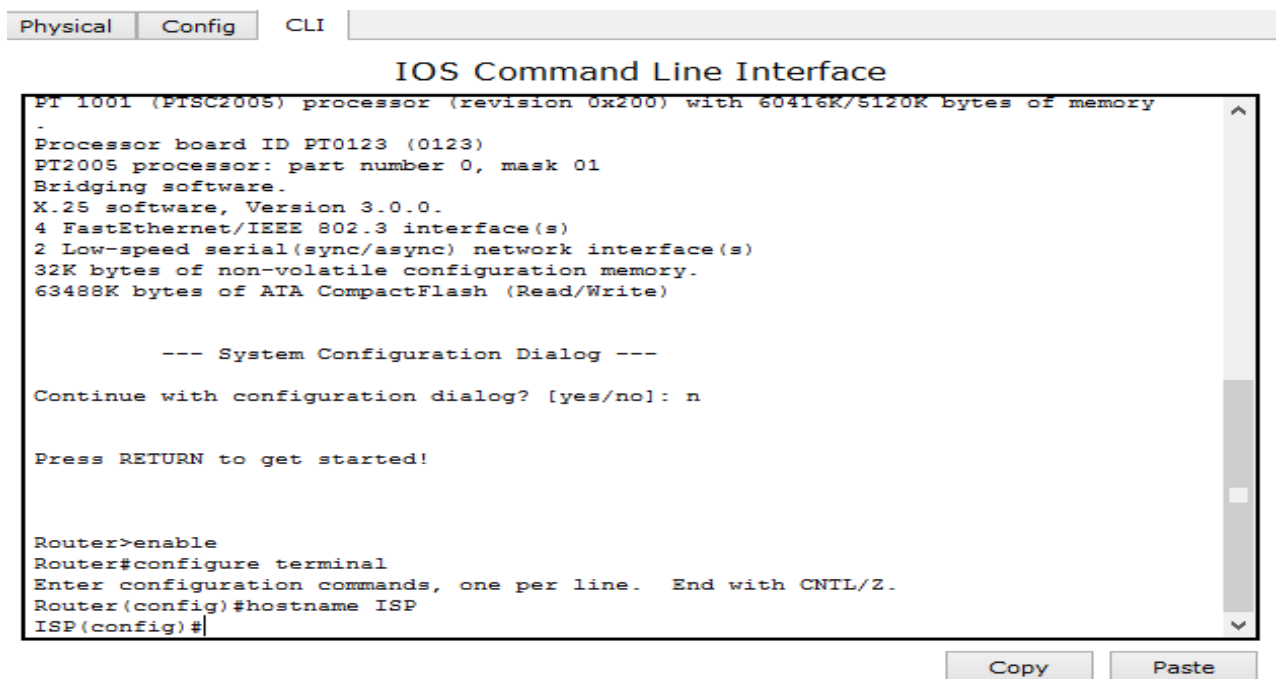 Physical Config CLI
IOS Command Line Interface
PT 1001 (PTSC2005) processor (revision 0x200) with 60416K/5120K bytes of memory
.
Processor board ID PT0123 (0123)
PT2005 processor: part number 0, mask 01
Bridging software.
X.25 software, Version 3.0.0.
4 FastEthernet/IEEE 802.3 interface(s)
2 Low-speed serial(sync/async) network interface(s)
32K bytes of non-volatile configuration memory.
63488K bytes of ATA CompactFlash (Read/Write)
--- System Configuration Dialog ---
Continue with configuration dialog? [yes/no]: n
Press RETURN to get started!
Router>enable
Router#configure terminal
Enter configuration commands, one per line.  End with CNTL/Z.
Router(config)#hostname ISP
ISP(config)#
Copy Paste